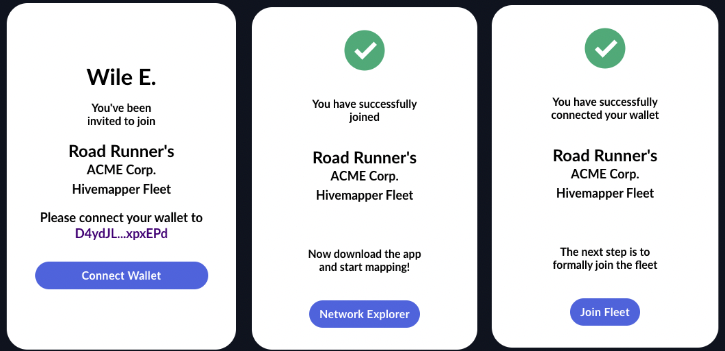 Wile E.
You've been
invited to join
Road Runner's
ACME Corp.
Hivemapper Fleet
Please connect your wallet to
D4ydJL...xpxEPd
Connect Wallet
You have successfully
joined
Road Runner's
ACME Corp.
Hivemapper Fleet
Now download the app
and start mapping!
Network Explorer
You have successfully
connected your wallet
Road Runner's
ACME Corp.
Hivemapper Fleet
The next step is to
formally join the fleet
Join Fleet